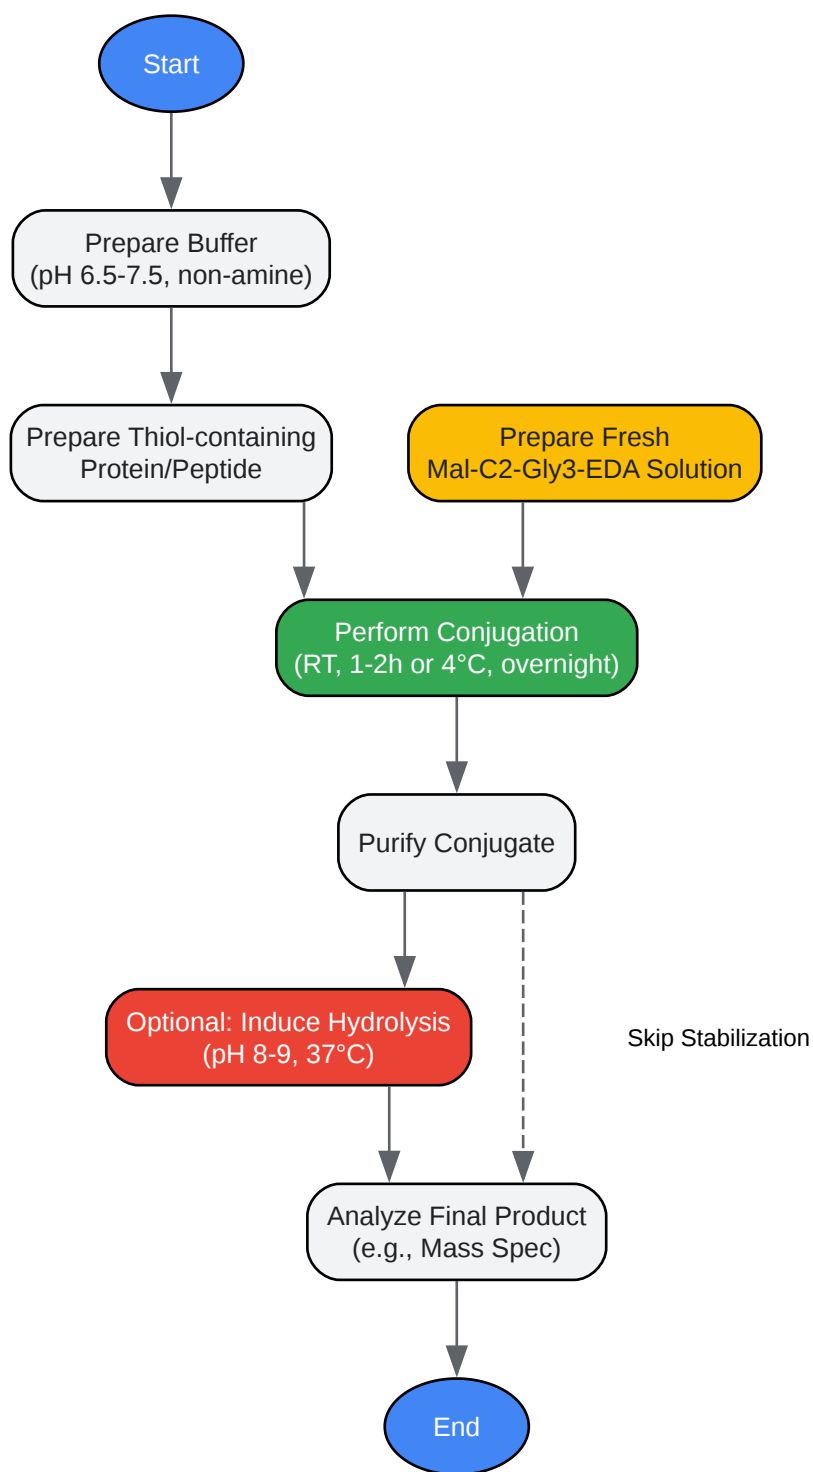 Start
Prepare Buffer
(pH 6.5-7.5, non-amine)
Prepare Thiol-containing
Protein/Peptide
Prepare Fresh
Mal-C2-Gly3-EDA Solution
Perform Conjugation
(RT, 1-2h or 4°C, overnight)
Purify Conjugate
Optional: Induce Hydrolysis
(pH 8-9, 37°C)
Skip Stabilization
Analyze Final Product
(e.g., Mass Spec)
End